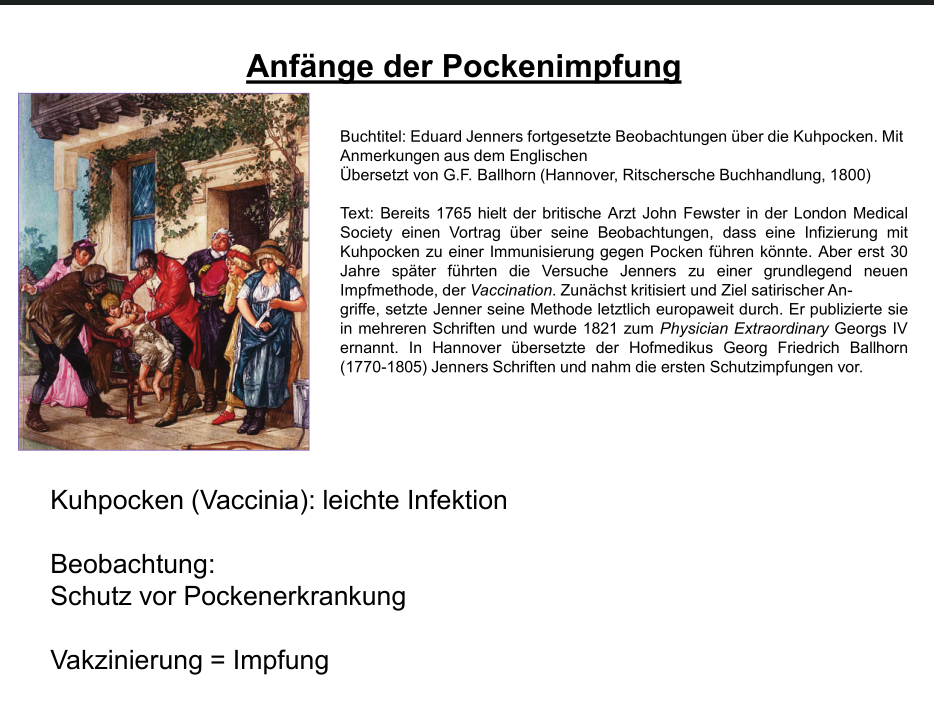 Anfänge der Pockenimpfung
Buchtitel: Eduard Jenners fortgesetzte Beobachtungen über die Kuhpocken. Mit
Anmerkungen aus dem Englischen
Übersetzt von G.F. Ballhorn (Hannover, Ritschersche Buchhandlung, 1800)
Text: Bereits 1765 hielt der britische Arzt John Fewster in der London Medical
Society einen Vortrag über seine Beobachtungen, dass eine Infizierung mit
Kuhpocken zu einer Immunisierung gegen Pocken führen könnte. Aber erst 30
Jahre später führten die Versuche Jenners zu einer grundlegend neuen
Impfmethode, der Vaccination. Zunächst kritisiert und Ziel satirischer An-
griffe, setzte Jenner seine Methode letztlich europaweit durch. Er publizierte sie
in mehreren Schriften und wurde 1821 zum Physician Extraordinary Georgs IV
ernannt. In Hannover übersetzte der Hofmedikus Georg Friedrich Ballhorn
(1770-1805) Jenners Schriften und nahm die ersten Schutzimpfungen vor.
Kuhpocken (Vaccinia): leichte Infektion
Beobachtung:
Schutz vor Pockenerkrankung
Vakzinierung = Impfung